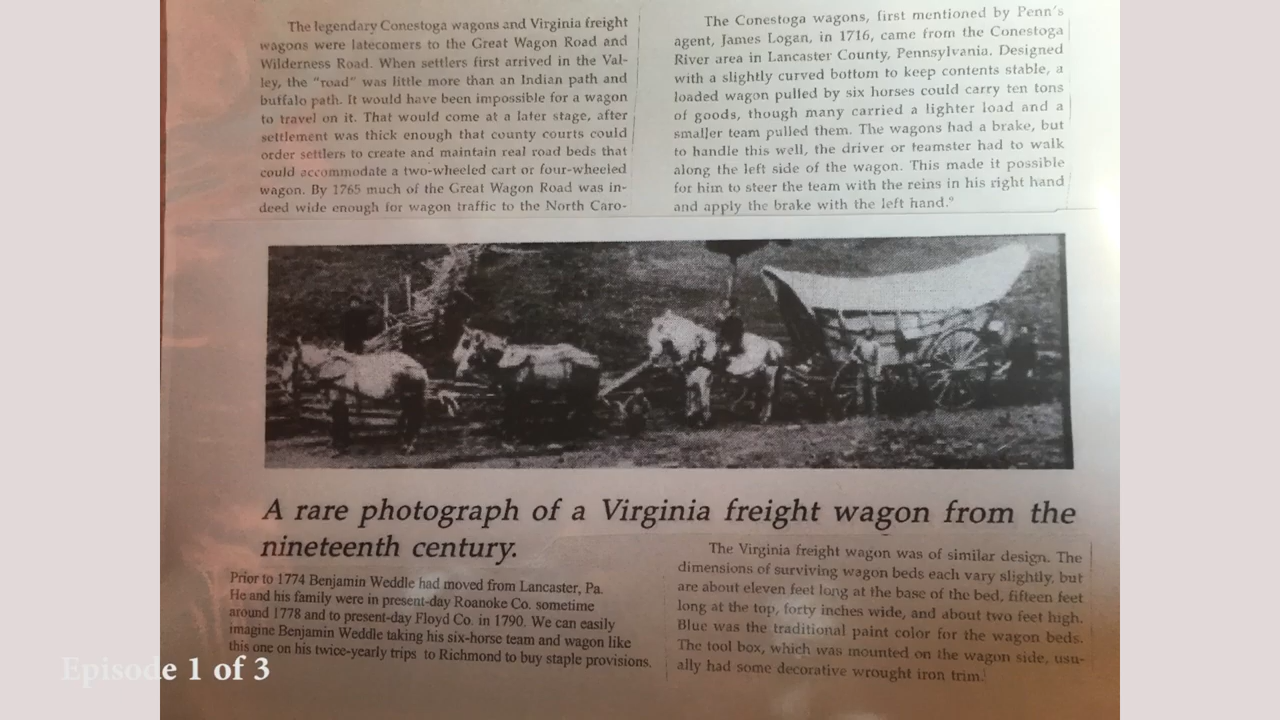 The legendary Conestoga wagons and Virginia freight
wagons were latecomers to the Great Wagon Road and
Wilderness Road. When settlers first arrived in the Val-
ley, the "road" was little more than an Indian path and
buffalo path. It would have been impossible for a wagon
to travel on it. That would come at a later stage, after
settlement was thick enough that county courts could
order settlers to create and maintain real road beds that
could accommodate a two-wheeled cart or four-wheeled
wagon. By 1765 much of the Great Wagon Road was in-
deed wide enough for wagon traffic to the North Caro-
The Conestoga wagons, first mentioned by Penn's
agent, James Logan, in 1716, came from the Conestoga
River area in Lancaster County, Pennsylvania. Designed
with a slightly curved bottom to keep contents stable, a
loaded wagon pulled by six horses could carry ten tons
of goods, though many carried a lighter load and a
smaller team pulled them. The wagons had a brake, but
to handle this well, the driver or teamster had to walk
along the left side of the wagon. This made it possible
for him to steer the team with the reins in his right hand
and apply the brake with the left hand.
A rare photograph of a Virginia freight wagon from the
nineteenth century.
Prior to 1774 Benjamin Weddle had moved from Lancaster, Pa.
He and his family were in present-day Roanoke Co. sometime
around 1778 and to present-day Floyd Co. in 1790. We can easily
imagine Benjamin Weddle taking his six-horse team and wagon like
this one on his twice-yearly trips to Richmond to buy staple provisions.
The Virginia freight wagon was of similar design. The
dimensions of surviving wagon beds each vary slightly, but
are about eleven feet long at the base of the bed, fifteen feet
long at the top, forty inches wide, and about two feet high.
Blue was the traditional paint color for the wagon beds.
The tool box, which was mounted on the wagon side, usu-
ally had some decorative wrought iron trim.
Episode 1 of 3